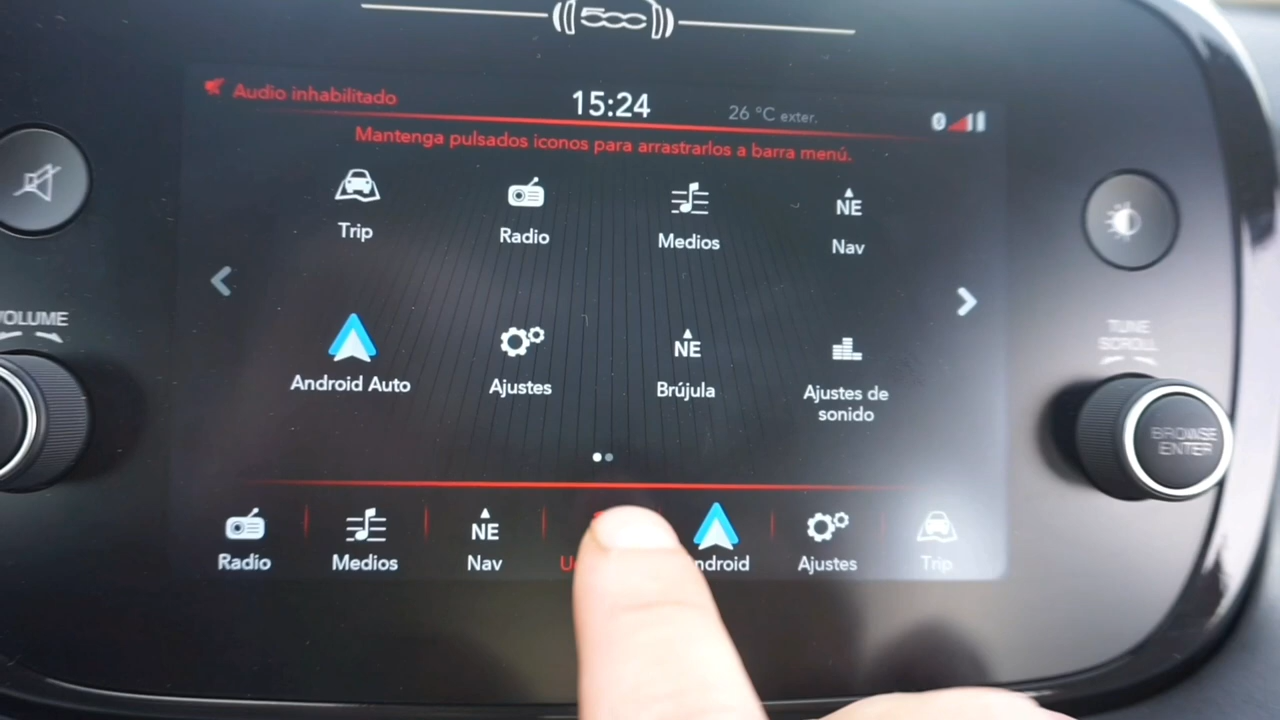 500
Audio inhabilitado
15:24
26 °C exter.
Mantenga pulsados iconos para arrastrarlos a barra menú.
Trip
Radio
NE
Medios
Nav
VOLUME
TUNE
SCROLL
NE
Android Auto
Ajustes
Brújula
Ajustes de
sonido
BROWSE
ENTER
NE
Radio
Medios
Nav
Ajustes
Trip